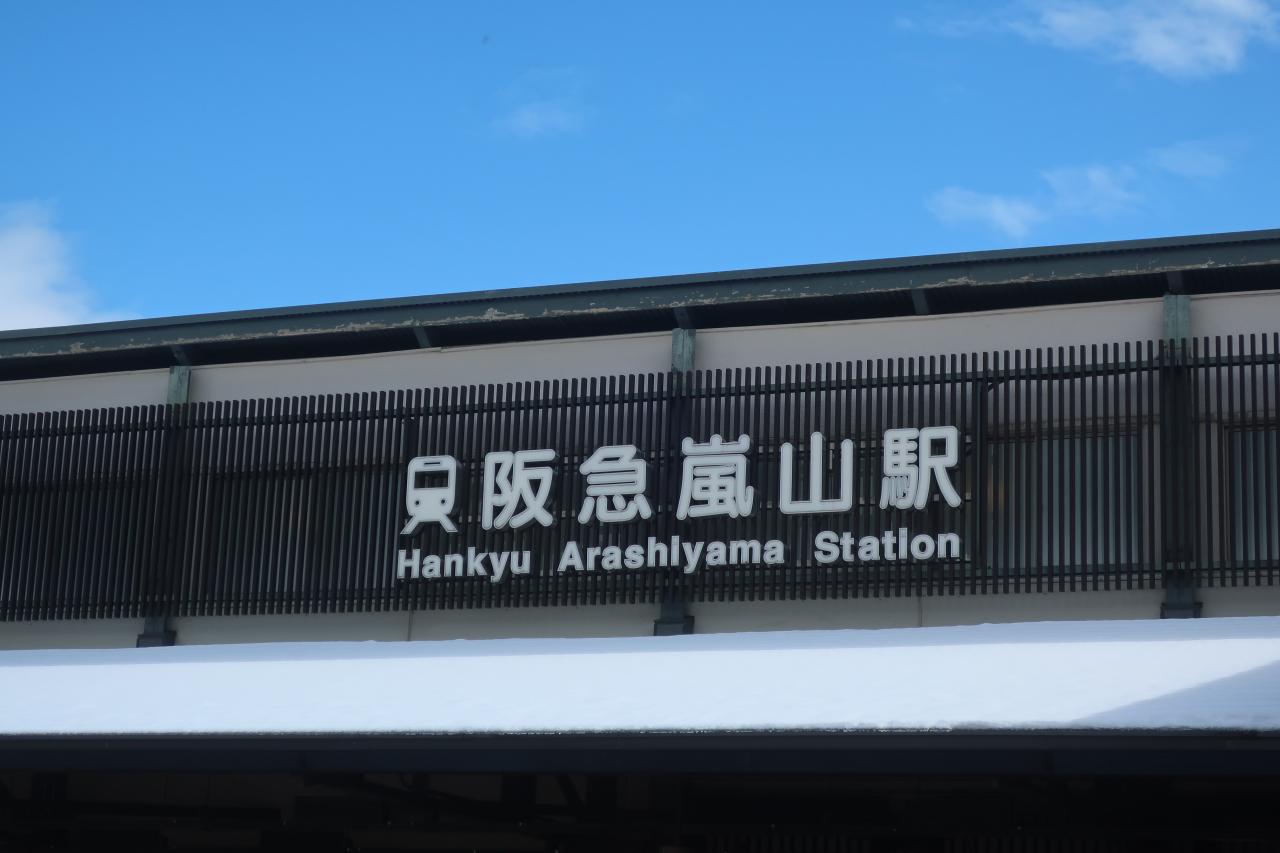 阪急嵐山駅
Hankyu Arashiyama Station